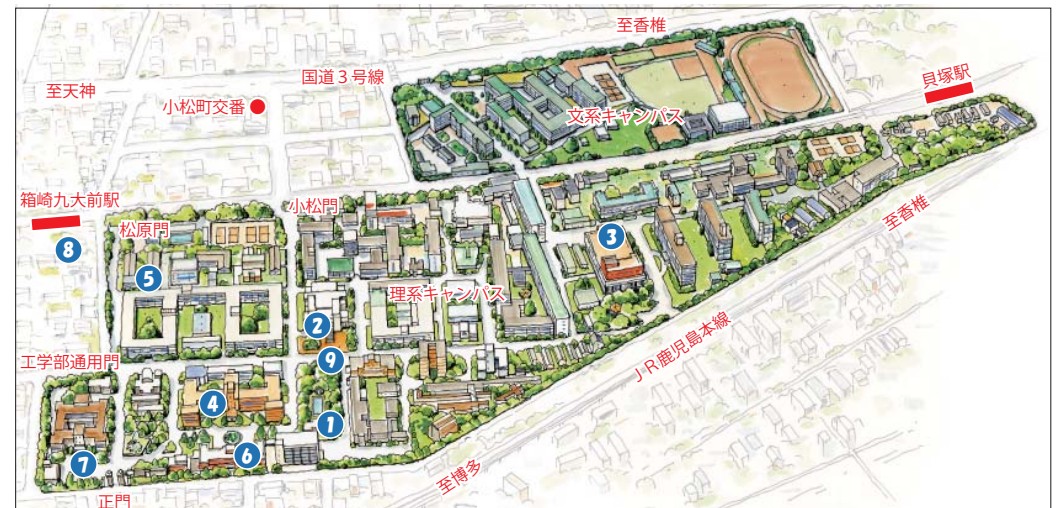 至香椎
国道３号線
至天神
小松町交番
貝塚駅
文系キャンパス
箱崎九大前駅
小松門
松原門
至香椎
8
3
5
理系キャンパス
2
JR鹿児島本線
工学部通用門
9
4
1
6
7
至博多
正門